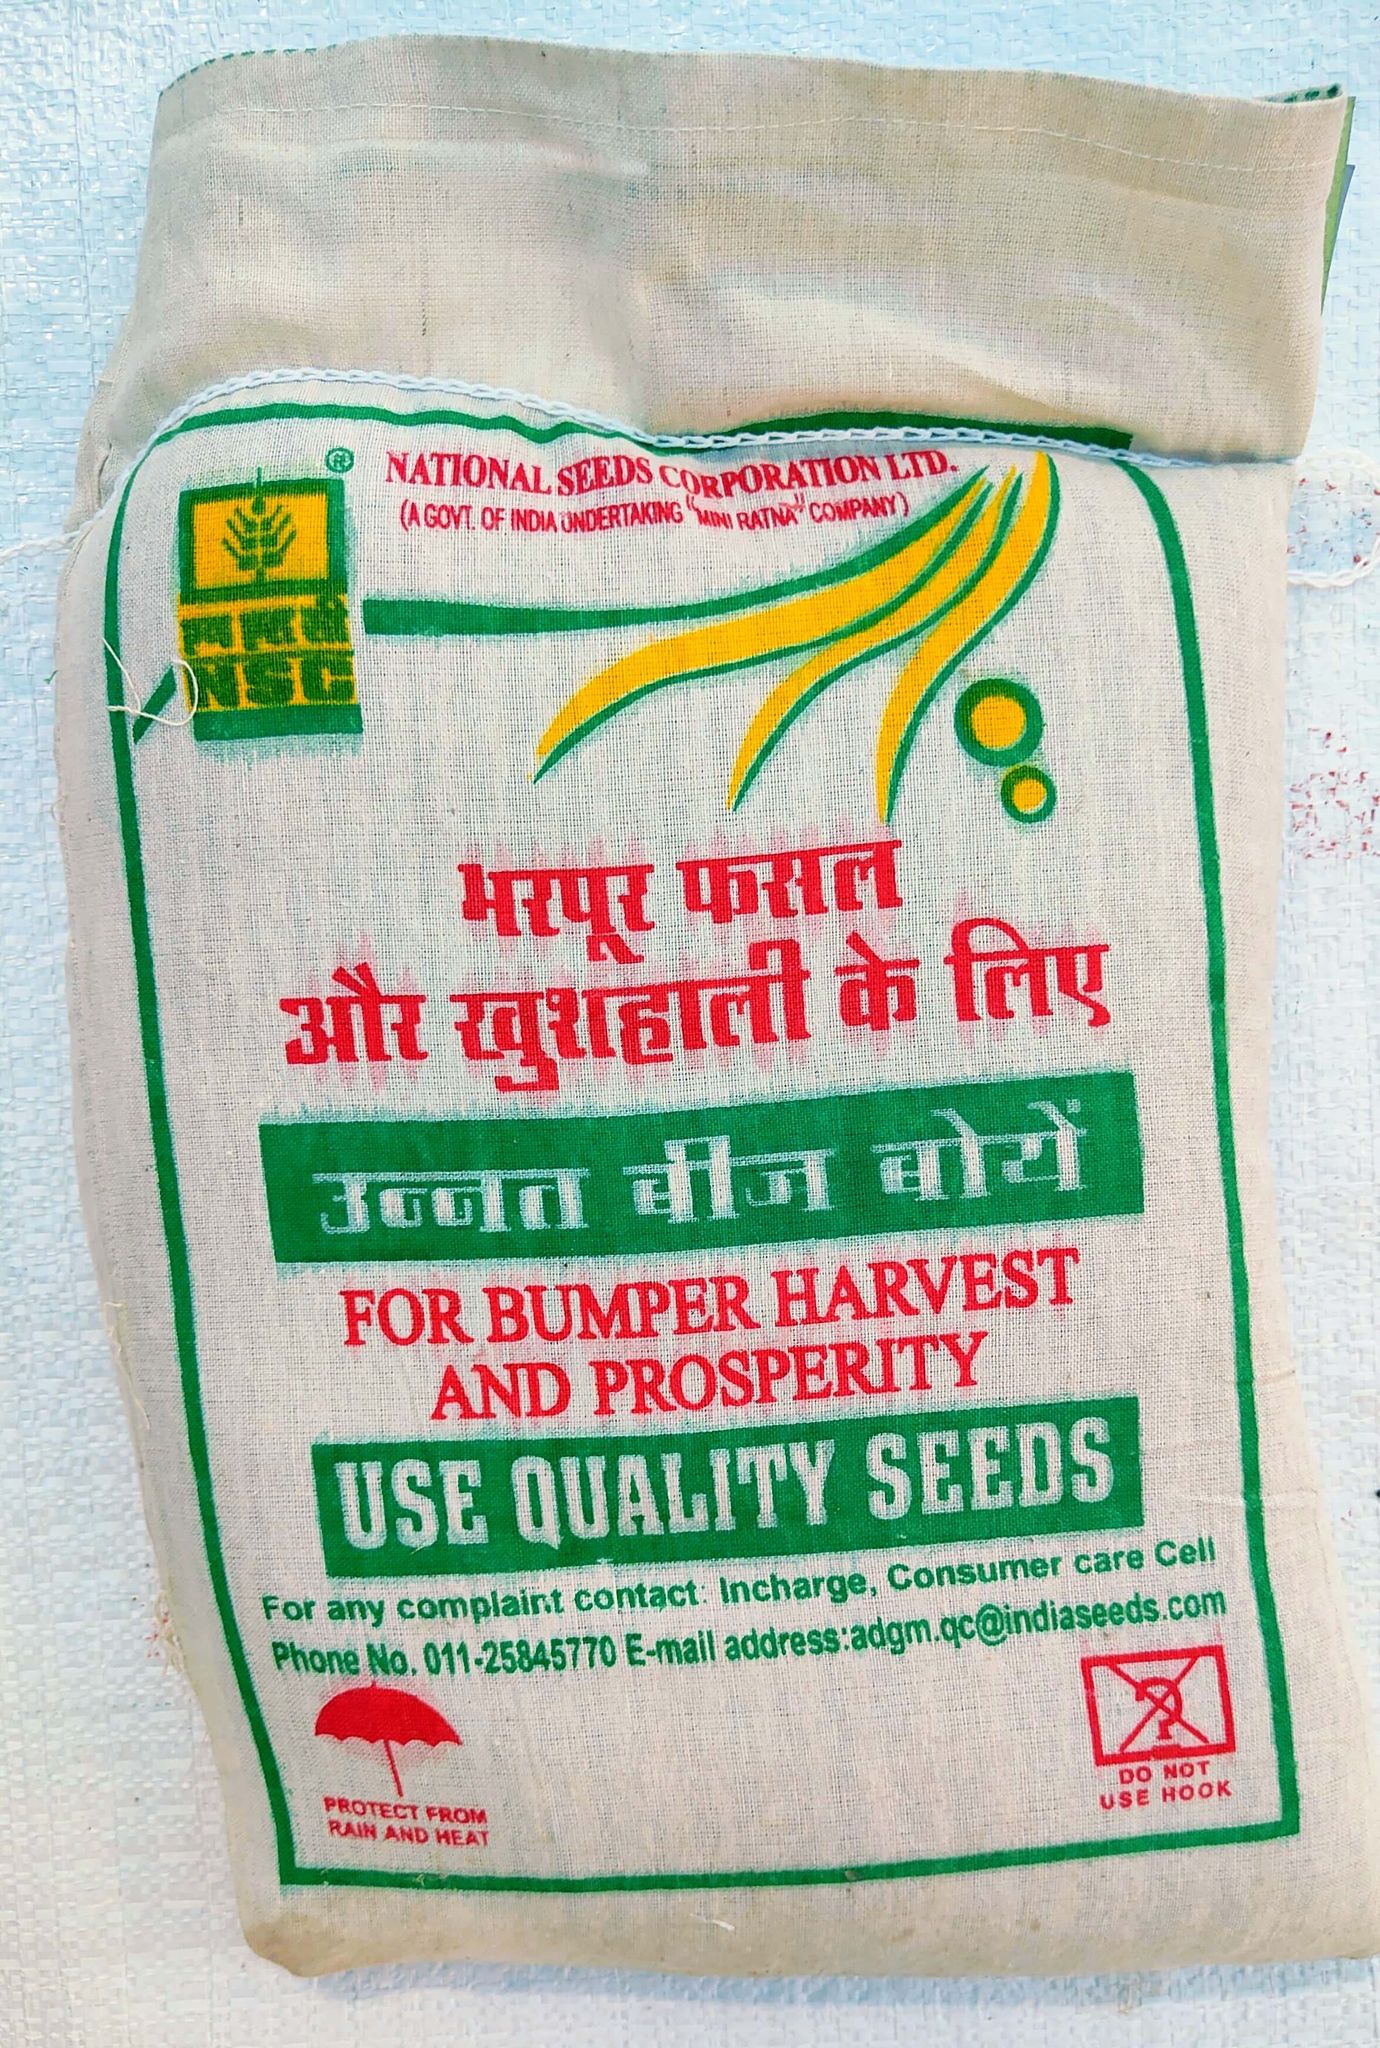 ®
NATIONAL SEEDS CORPORATION LTD.
(A GOVT. OF INDIA UNDERTAKING "MINI RATNA" COMPANY)
NSC
भरपूर फसल
और खुशहाली के लिए
उन्नत बीज बोयें
FOR BUMPER HARVEST
AND PROSPERITY
USE QUALITY SEEDS
For any complaint contact: Incharge, Consumer care Cell
Phone No. 011-25845770 E-mail address:adgm.qc@indiaseeds.com
PROTECT FROM
RAIN AND HEAT
DO NOT
USE HOOK